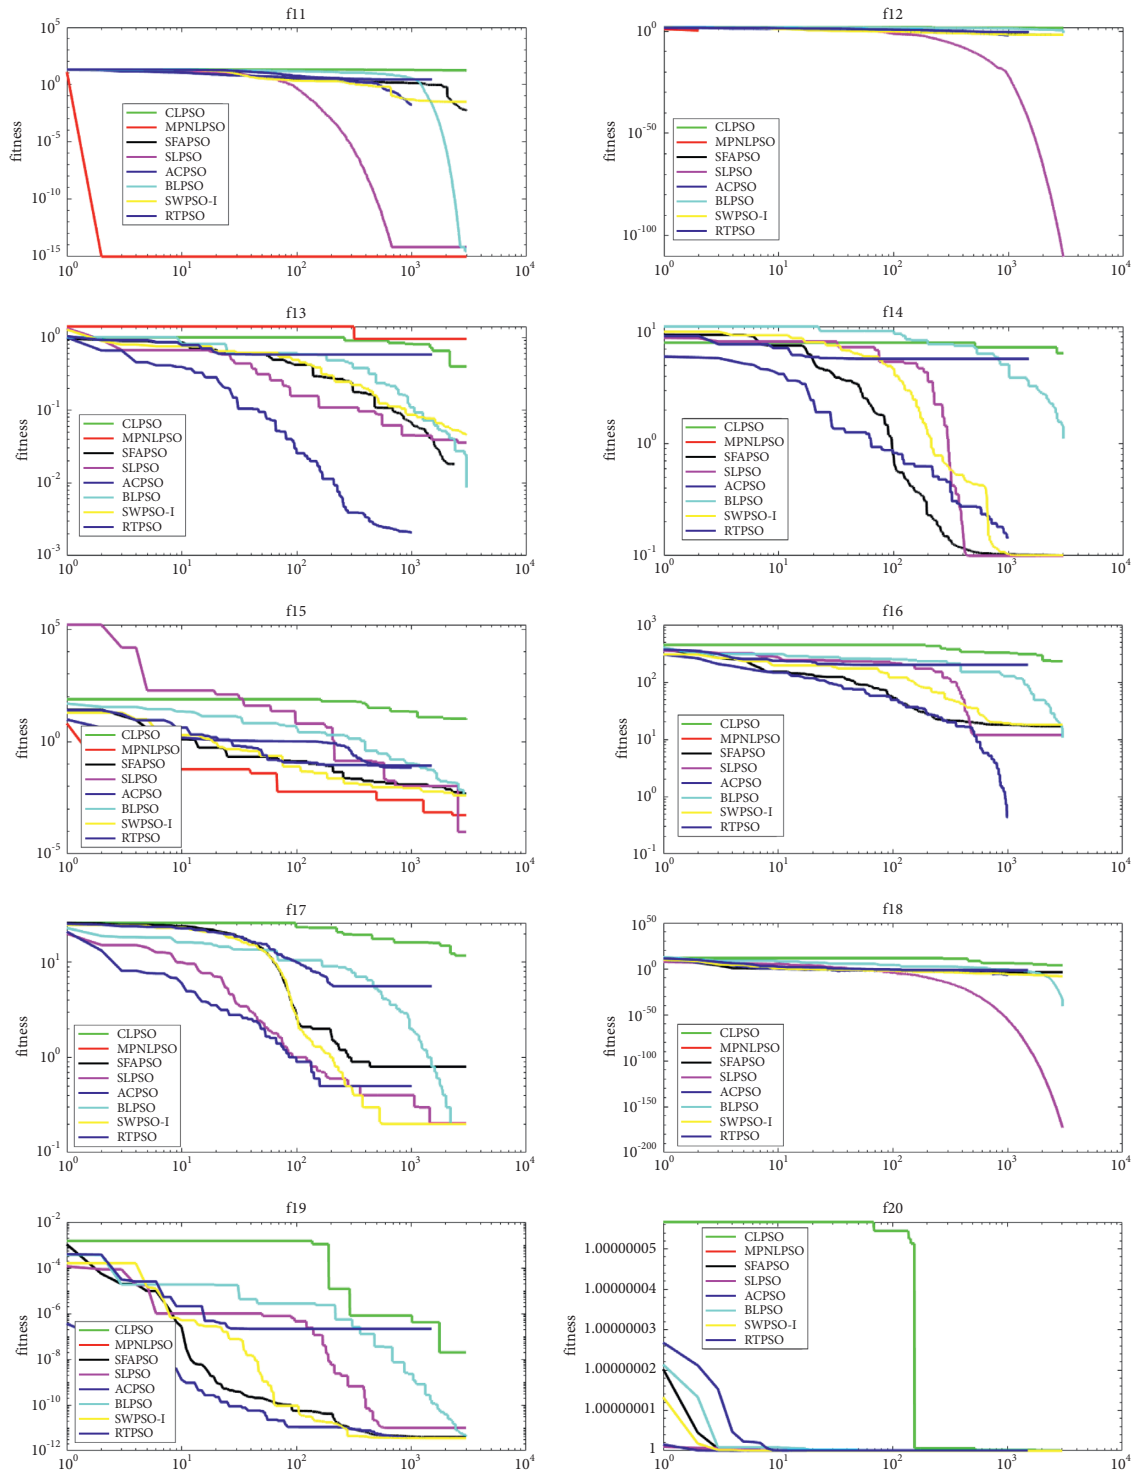 f11
10^5
10^0
10^-5
10^-10
10^-15
fitness
CLPSO
MPNLPSO
SFAPSO
SLPSO
ACPSO
BLPSO
SWPSO-I
RTPSO
10^0 10^1 10^2 10^3 10^4
f12
10^0
10^-50
10^-100
fitness
CLPSO
MPNLPSO
SFAPSO
SLPSO
ACPSO
BLPSO
SWPSO-I
RTPSO
10^0 10^1 10^2 10^3 10^4
f13
10^0
10^-1
10^-2
10^-3
fitness
CLPSO
MPNLPSO
SFAPSO
SLPSO
ACPSO
BLPSO
SWPSO-I
RTPSO
10^0 10^1 10^2 10^3 10^4
f14
10^1
10^0
10^-1
fitness
CLPSO
MPNLPSO
SFAPSO
SLPSO
ACPSO
BLPSO
SWPSO-I
RTPSO
10^0 10^1 10^2 10^3 10^4
f15
10^5
10^0
10^-5
fitness
CLPSO
MPNLPSO
SFAPSO
SLPSO
ACPSO
BLPSO
SWPSO-I
RTPSO
10^0 10^1 10^2 10^3 10^4
f16
10^3
10^2
10^1
10^0
10^-1
fitness
CLPSO
MPNLPSO
SFAPSO
SLPSO
ACPSO
BLPSO
SWPSO-I
RTPSO
10^0 10^1 10^2 10^3 10^4
f17
10^1
10^0
10^-1
fitness
CLPSO
MPNLPSO
SFAPSO
SLPSO
ACPSO
BLPSO
SWPSO-I
RTPSO
10^0 10^1 10^2 10^3 10^4
f18
10^50
10^0
10^-50
10^-100
10^-150
10^-200
fitness
CLPSO
MPNLPSO
SFAPSO
SLPSO
ACPSO
BLPSO
SWPSO-I
RTPSO
10^0 10^1 10^2 10^3 10^4
f19
10^-2
10^-4
10^-6
10^-8
10^-10
10^-12
fitness
CLPSO
MPNLPSO
SFAPSO
SLPSO
ACPSO
BLPSO
SWPSO-I
RTPSO
10^0 10^1 10^2 10^3 10^4
f20
1.00000005
1.00000004
1.00000003
1.00000002
1.00000001
1
fitness
CLPSO
MPNLPSO
SFAPSO
SLPSO
ACPSO
BLPSO
SWPSO-I
RTPSO
10^0 10^1 10^2 10^3 10^4